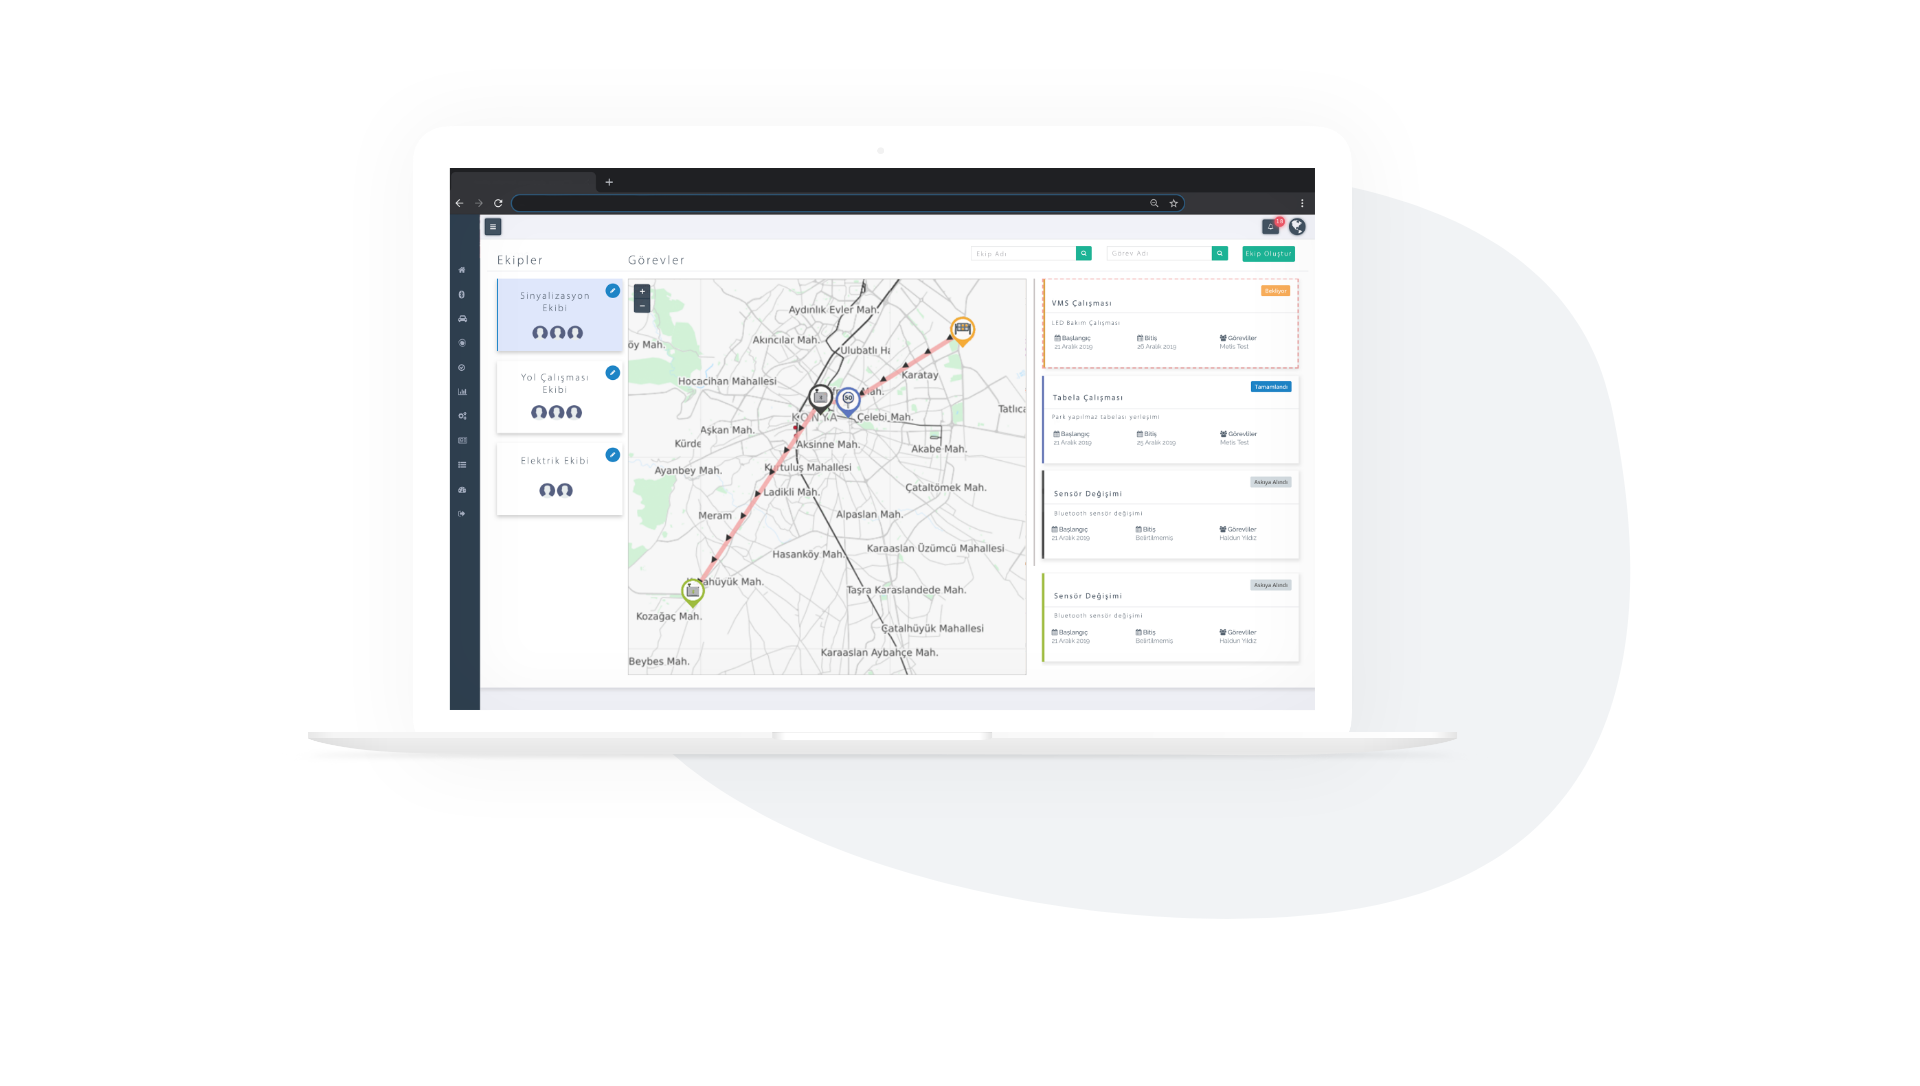 19
Ekipler
Görevler
Ekip Adı
Görev Adı
Ekip Oluştur
Sinyalizasyon
Ekibi
Yol Çalışması
Ekibi
Elektrik Ekibi
+
−
Aydınlık Evler Mah.
Akıncılar Mah.
Ulubatlı Ha
öy Mah.
Karatay
Hocacihan Mahallesi
Mah.
50
KONYA
Çelebi Mah.
Tatlıca
Aşkan Mah.
Kürde
Aksinne Mah.
Akabe Mah.
Ayanbey Mah.
Kurtuluş Mahallesi
Ladikli Mah.
Çataltömek Mah.
Meram
Alpaslan Mah.
Hasanköy Mah.
Karaaslan Üzümcü Mahallesi
ahüyük Mah.
Taşra Karaslandede Mah.
Kozağaç Mah.
Çatalhüyük Mahallesi
Karaaslan Aybahçe Mah.
Beybes Mah.
Bekliyor
VMS Çalışması
LED Bakım Çalışması
Başlangıç Bitiş Görevliler
21 Aralık 2019 26 Aralık 2019 Metis Test
Tamamlandı
Tabela Çalışması
Park yapılmaz tabelası yerleşimi
Başlangıç Bitiş Görevliler
21 Aralık 2019 25 Aralık 2019 Metis Test
Askıya Alındı
Sensör Değişimi
Bluetooth sensör değişimi
Başlangıç Bitiş Görevliler
21 Aralık 2019 Belirtilmemiş Haldun Yıldız
Askıya Alındı
Sensör Değişimi
Bluetooth sensör değişimi
Başlangıç Bitiş Görevliler
21 Aralık 2019 Belirtilmemiş Haldun Yıldız